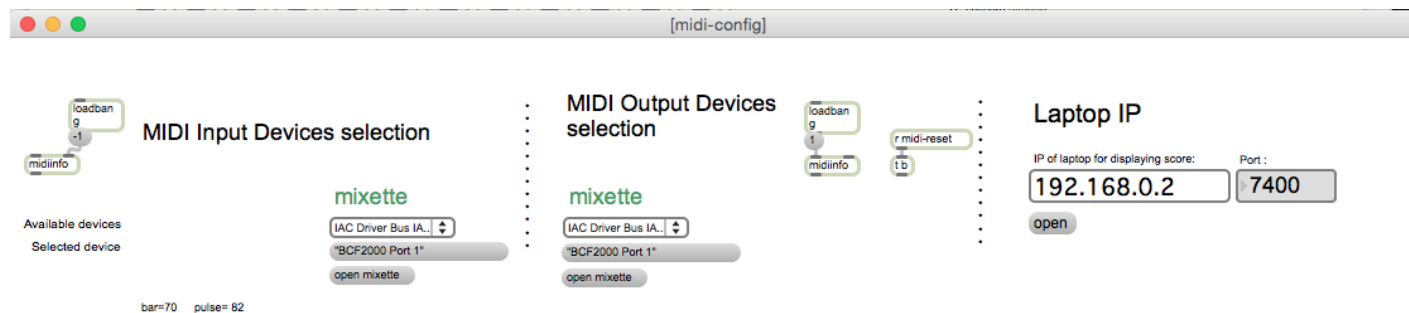 [midi-config]
loadban
g
-1
midiinfo
MIDI Input Devices selection
mixette
Available devices
IAC Driver Bus IA..
Selected device
"BCF2000 Port 1"
open mixette
bar=70 pulse= 82
MIDI Output Devices
selection
mixette
IAC Driver Bus IA..
"BCF2000 Port 1"
open mixette
loadban
g
1
midiinfo
r midi-reset
t b
Laptop IP
IP of laptop for displaying score:
Port :
192.168.0.2
7400
open